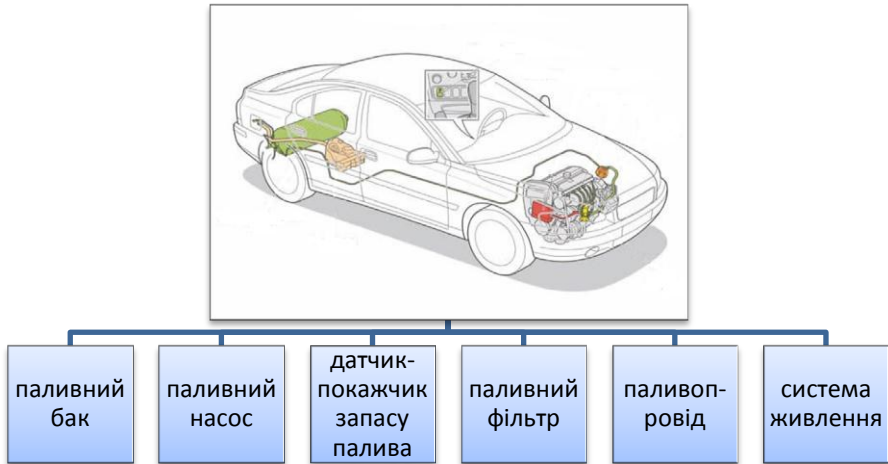 паливний
бак
паливний
насос
датчик-
покажчик
запасу
палива
паливний
фільтр
паливоп-
ровід
система
живлення